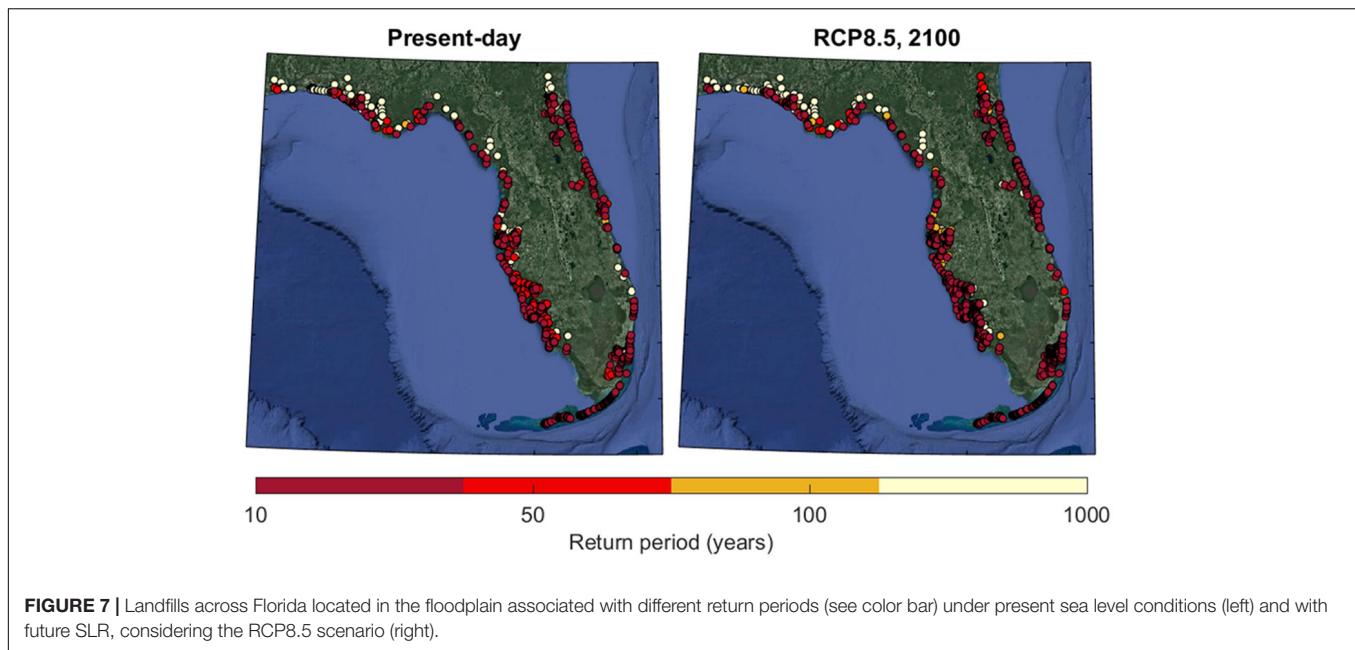 Present-day
RCP8.5, 2100
10 50 100 1000
Return period (years)
FIGURE 7 | Landfills across Florida located in the floodplain associated with different return periods (see color bar) under present sea level conditions (left) and with
future SLR, considering the RCP8.5 scenario (right).